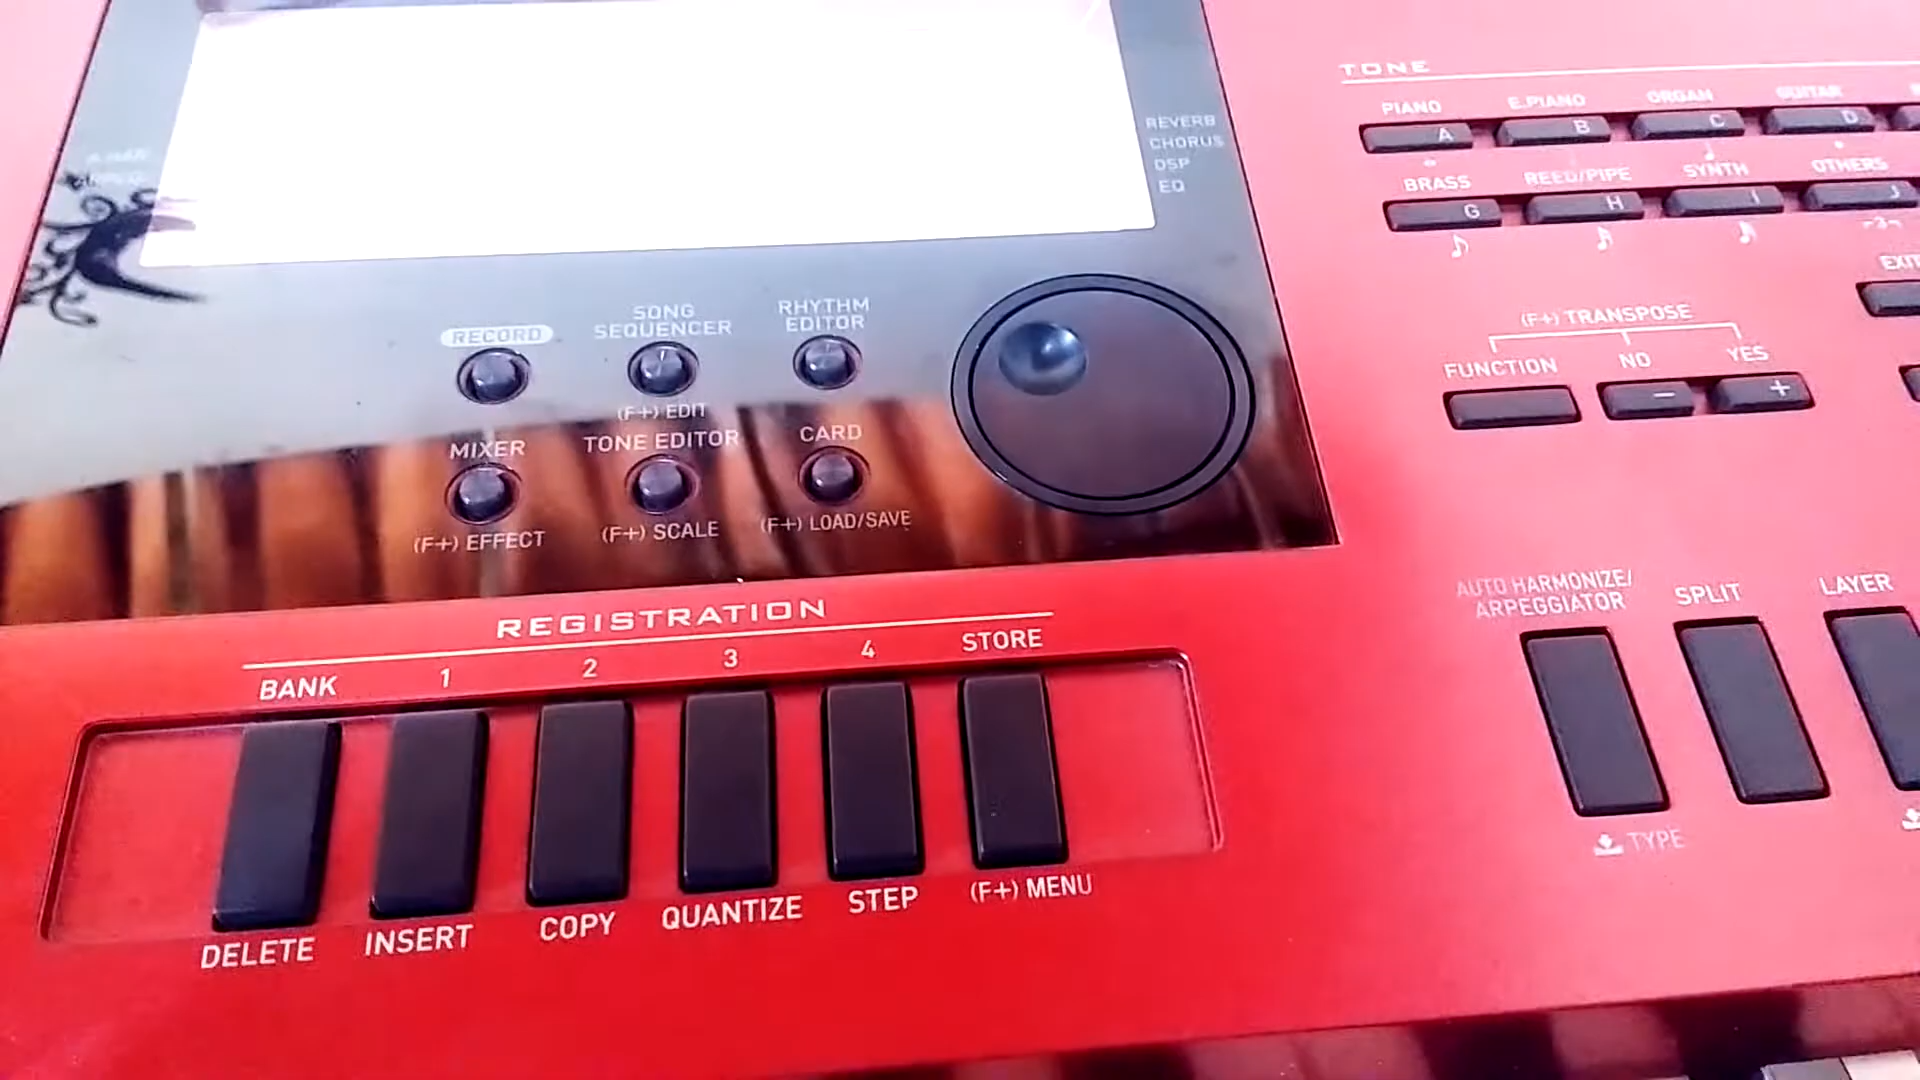 TONE
PIANO E.PIANO ORGAN GUITAR
A B C D
REVERB
CHORUS
DSP
EQ
BRASS REED/PIPE SYNTH OTHERS
G H I J
3
EXIT
(F+) TRANSPOSE
FUNCTION NO YES
− +
RECORD
SONG
SEQUENCER
RHYTHM
EDITOR
(F+) EDIT
MIXER TONE EDITOR CARD
(F+) EFFECT (F+) SCALE (F+) LOAD/SAVE
REGISTRATION
BANK 1 2 3 4 STORE
DELETE INSERT COPY QUANTIZE STEP (F+) MENU
AUTO HARMONIZE/
ARPEGGIATOR
SPLIT
LAYER
TYPE